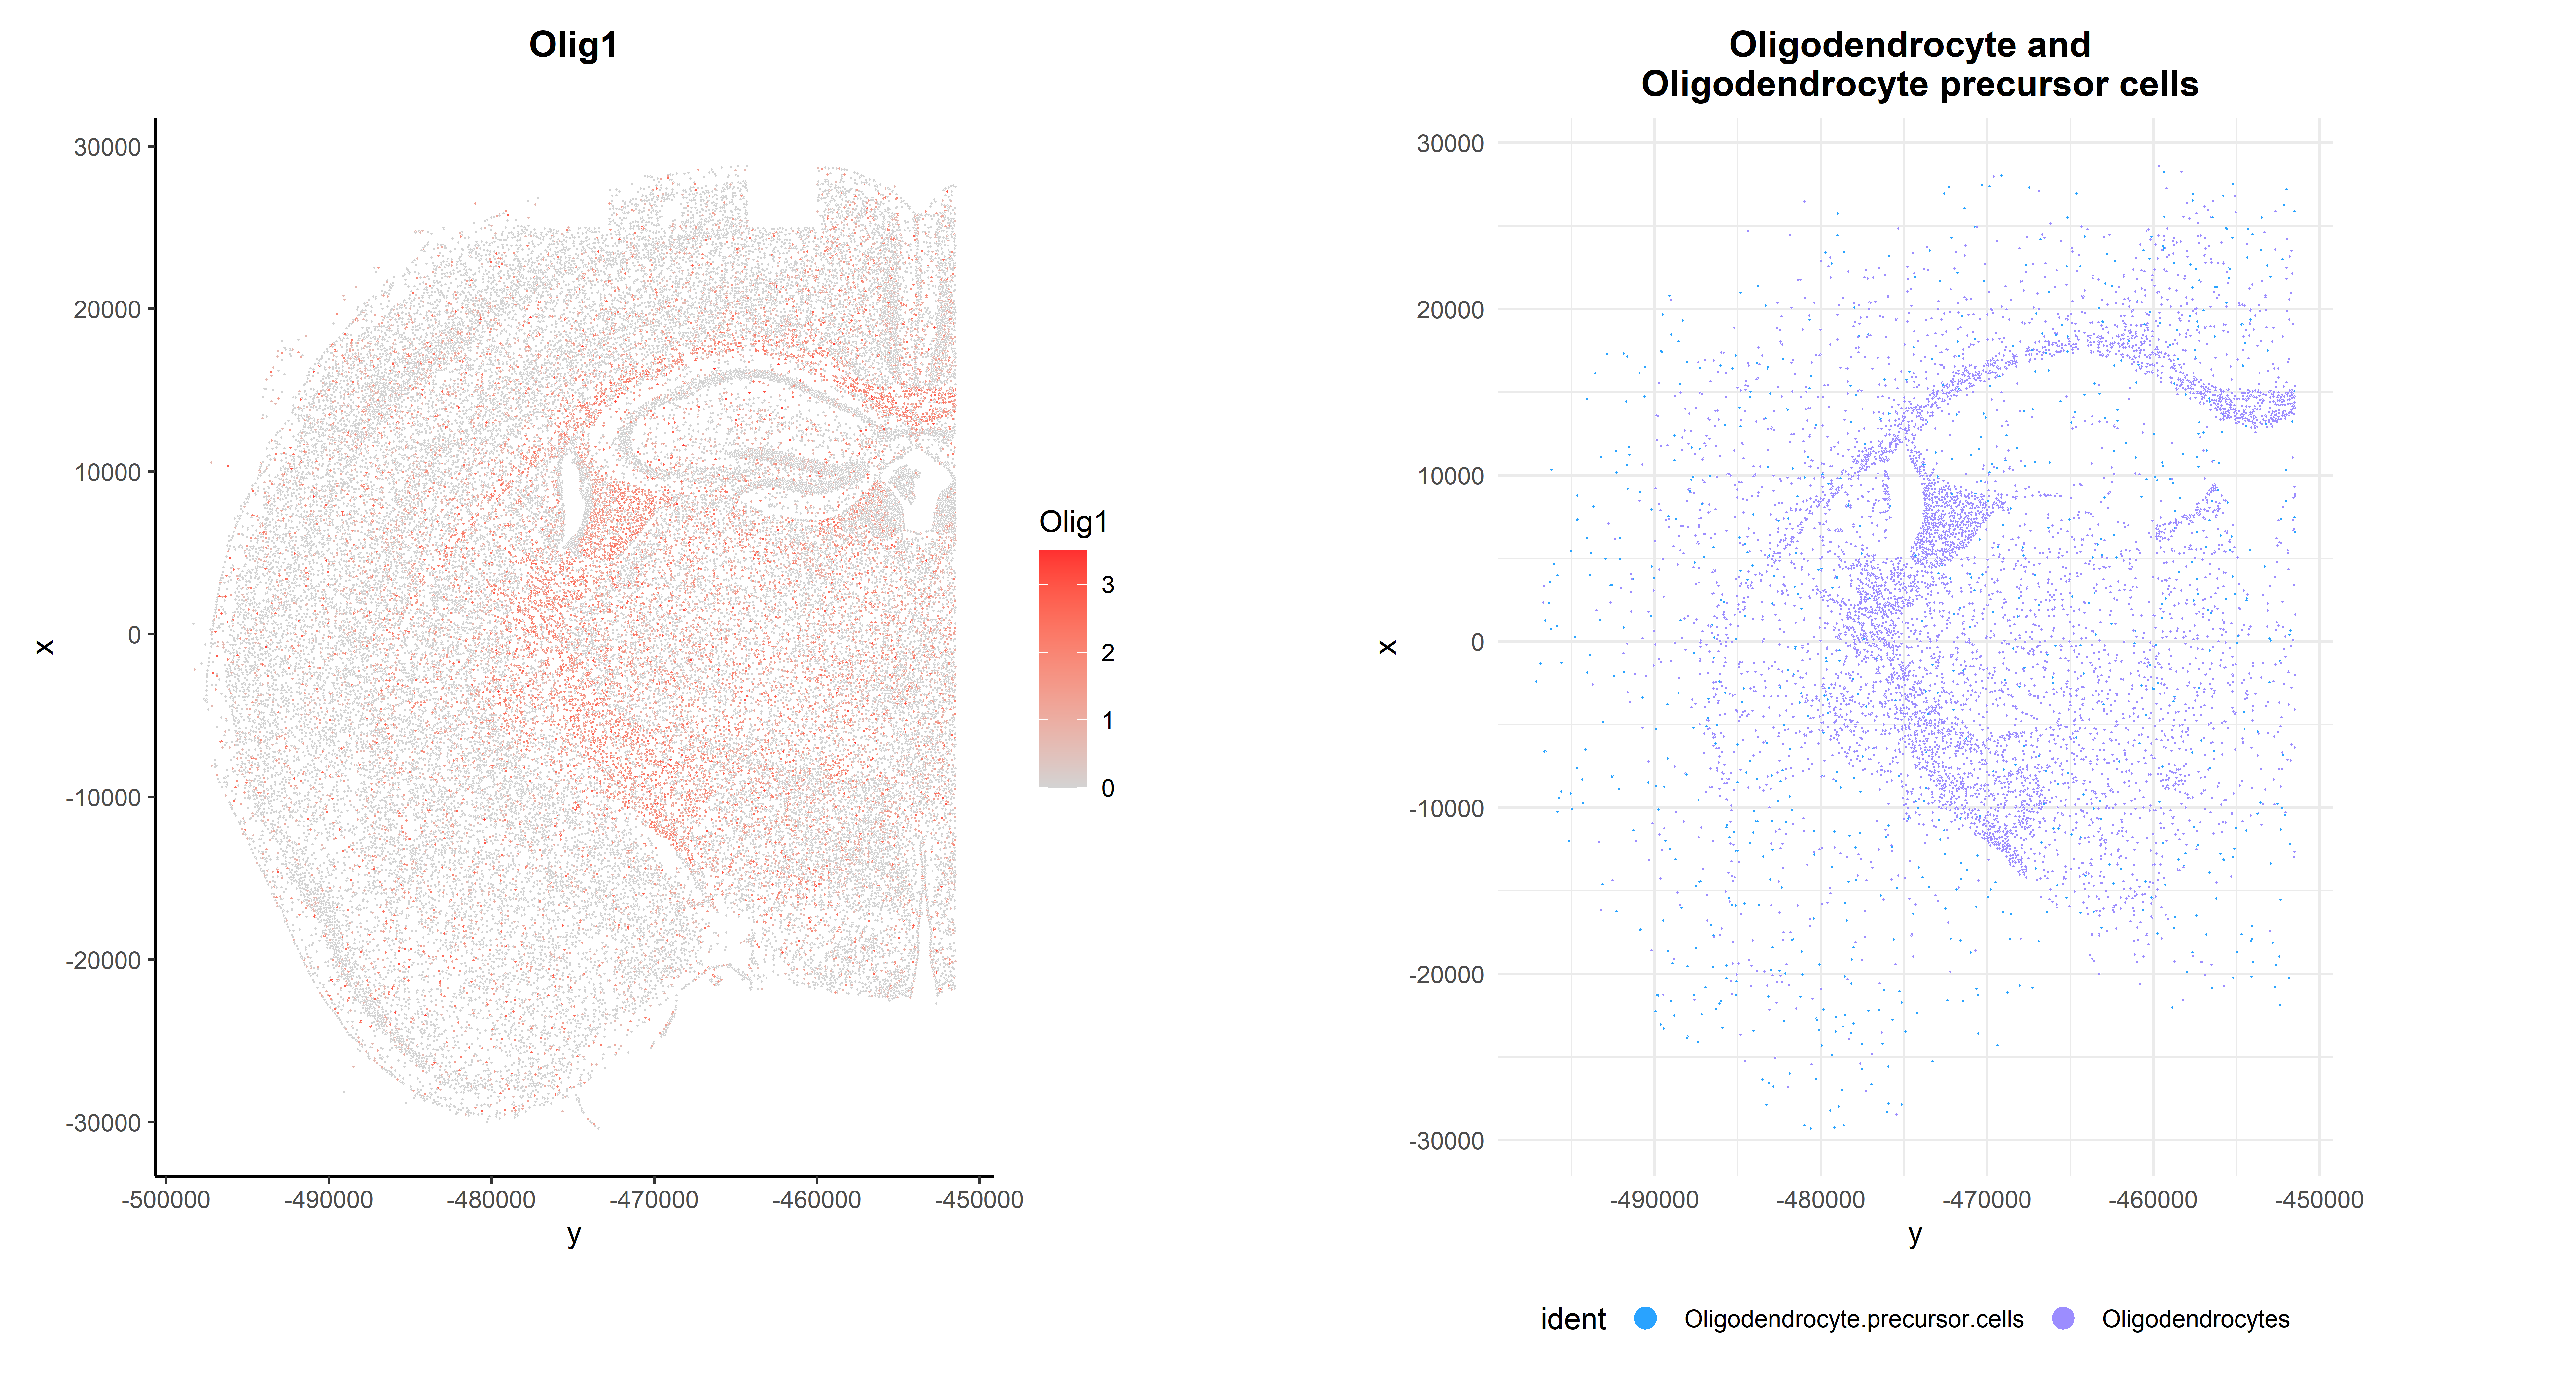 Olig1
30000
20000
10000
0
-10000
-20000
-30000
x
-500000 -490000 -480000 -470000 -460000 -450000
y
Olig1
3
2
1
0
Oligodendrocyte and
Oligodendrocyte precursor cells
30000
20000
10000
0
-10000
-20000
-30000
x
-490000 -480000 -470000 -460000 -450000
y
ident Oligodendrocyte.precursor.cells Oligodendrocytes